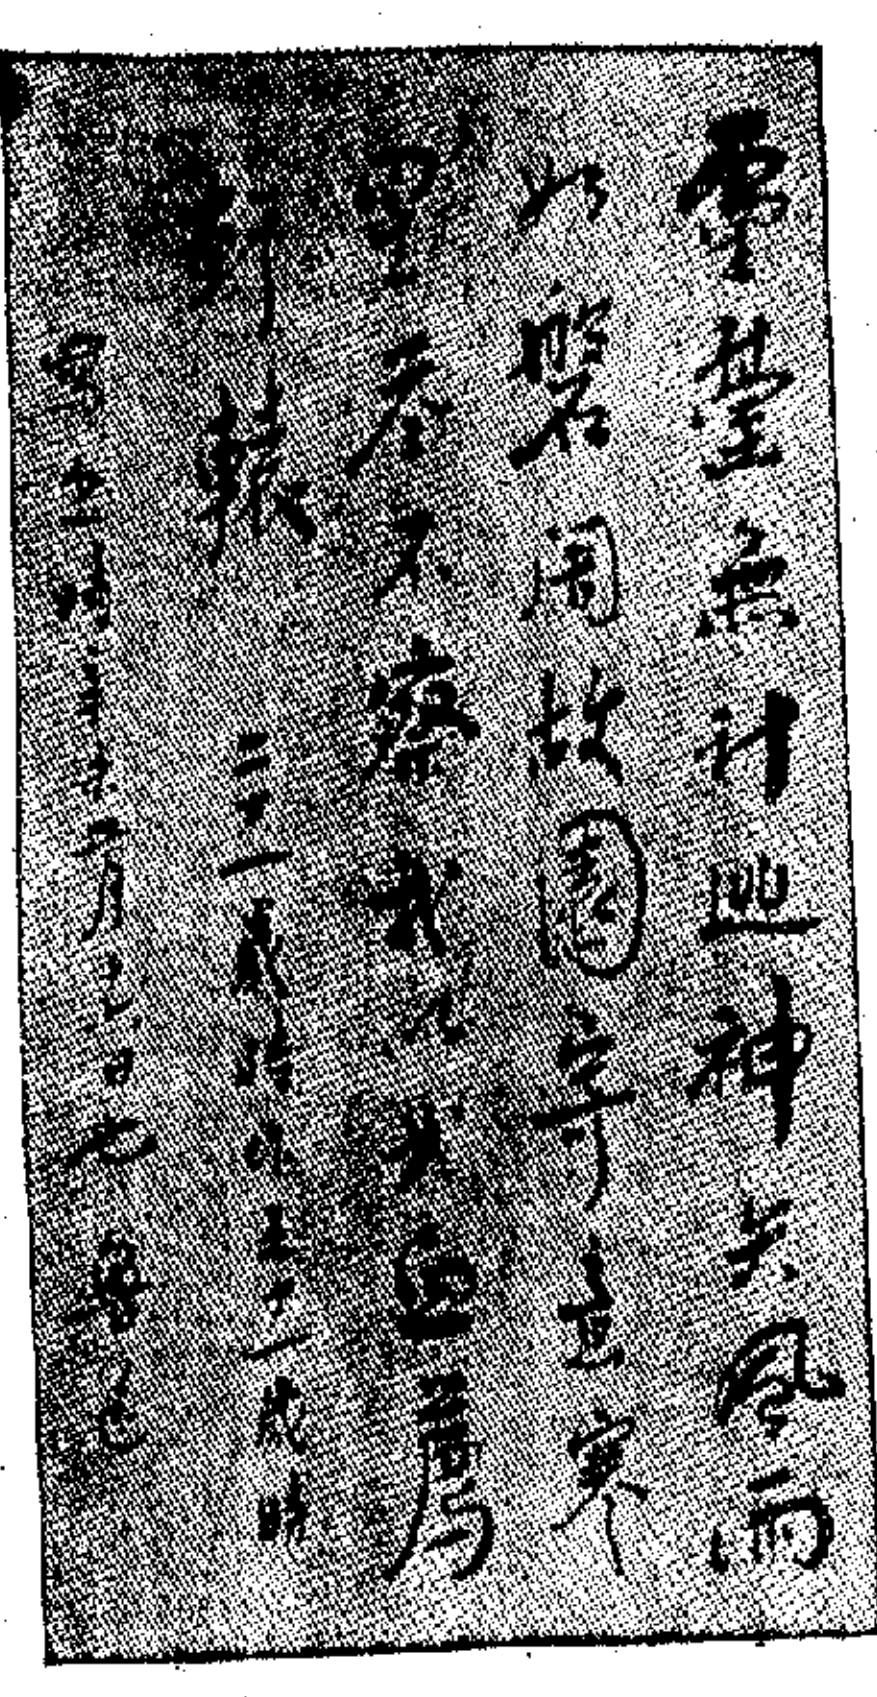 靈臺無計逃神矢風雨
如磐闇故園寄意寒
星荃不察我以我血薦
軒轅 二十一歲時作五十一歲時
寫之時辛未二月十六日也 魯迅